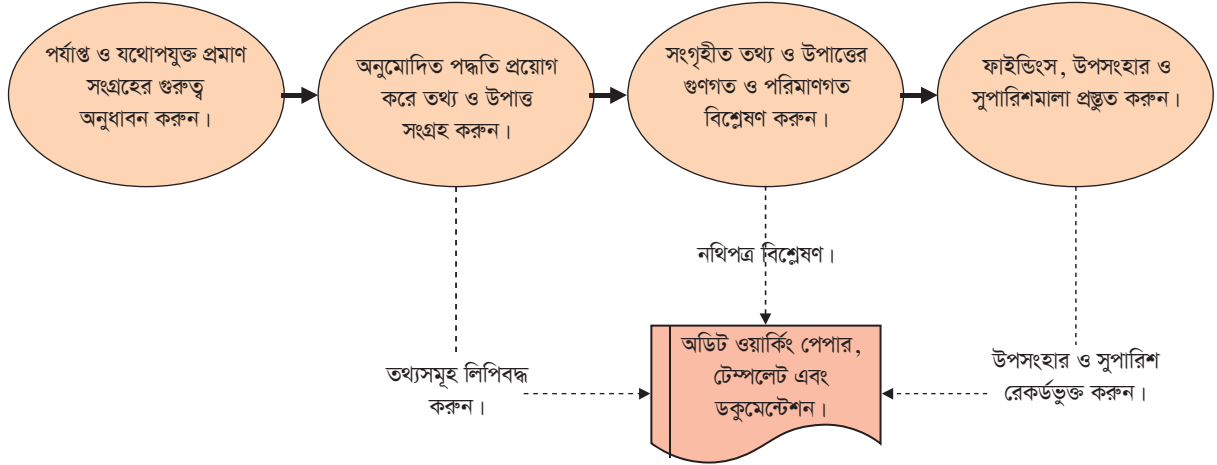 পর্যাপ্ত ও যথোপযুক্ত প্রমাণ
সংগ্রহের গুরুত্ব
অনুধাবন করুন।
অনুমোদিত পদ্ধতি প্রয়োগ
করে তথ্য ও উপাত্ত
সংগ্রহ করুন।
সংগৃহীত তথ্য ও উপাত্তের
গুণগত ও পরিমাণগত
বিশ্লেষণ করুন।
ফাইন্ডিংস, উপসংহার ও
সুপারিশমালা প্রস্তুত করুন।
নথিপত্র বিশ্লেষণ।
তথ্যসমূহ লিপিবদ্ধ
করুন।
অডিট ওয়ার্কিং পেপার,
টেম্পলেট এবং
ডকুমেন্টেশন।
উপসংহার ও সুপারিশ
রেকর্ডভুক্ত করুন।